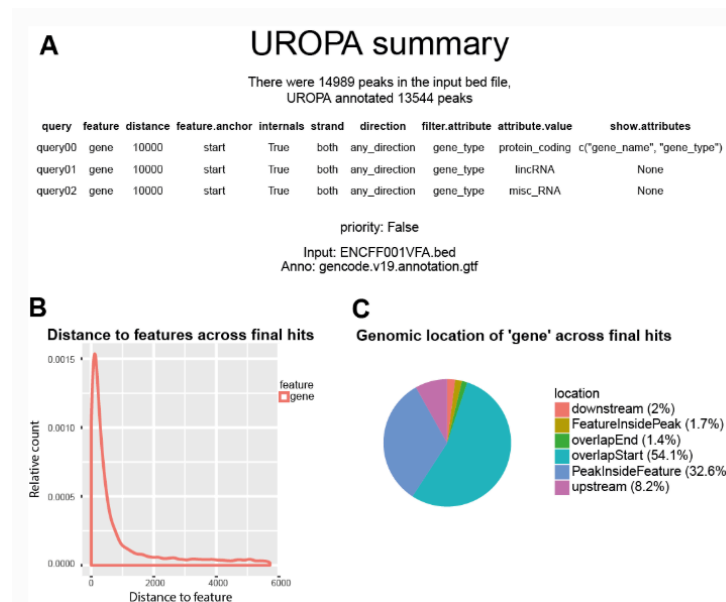 A
UROPA summary
There were 14989 peaks in the input bed file,
UROPA annotated 13544 peaks
query feature distance feature.anchor internals strand direction filter.attribute attribute.value show.attributes
query00 gene 10000 start True both any_direction gene_type protein_coding c("gene_name", "gene_type")
query01 gene 10000 start True both any_direction gene_type lincRNA None
query02 gene 10000 start True both any_direction gene_type misc_RNA None
priority: False
Input: ENCFF001VFA.bed
Anno: gencode.v19.annotation.gtf
B
Distance to features across final hits
0.0015
0.0010
0.0005
0.0000
Relative count
0 2000 4000 6000
Distance to feature
feature
gene
C
Genomic location of 'gene' across final hits
location
downstream (2%)
FeatureInsidePeak (1.7%)
overlapEnd (1.4%)
overlapStart (54.1%)
PeakInsideFeature (32.6%
upstream (8.2%)